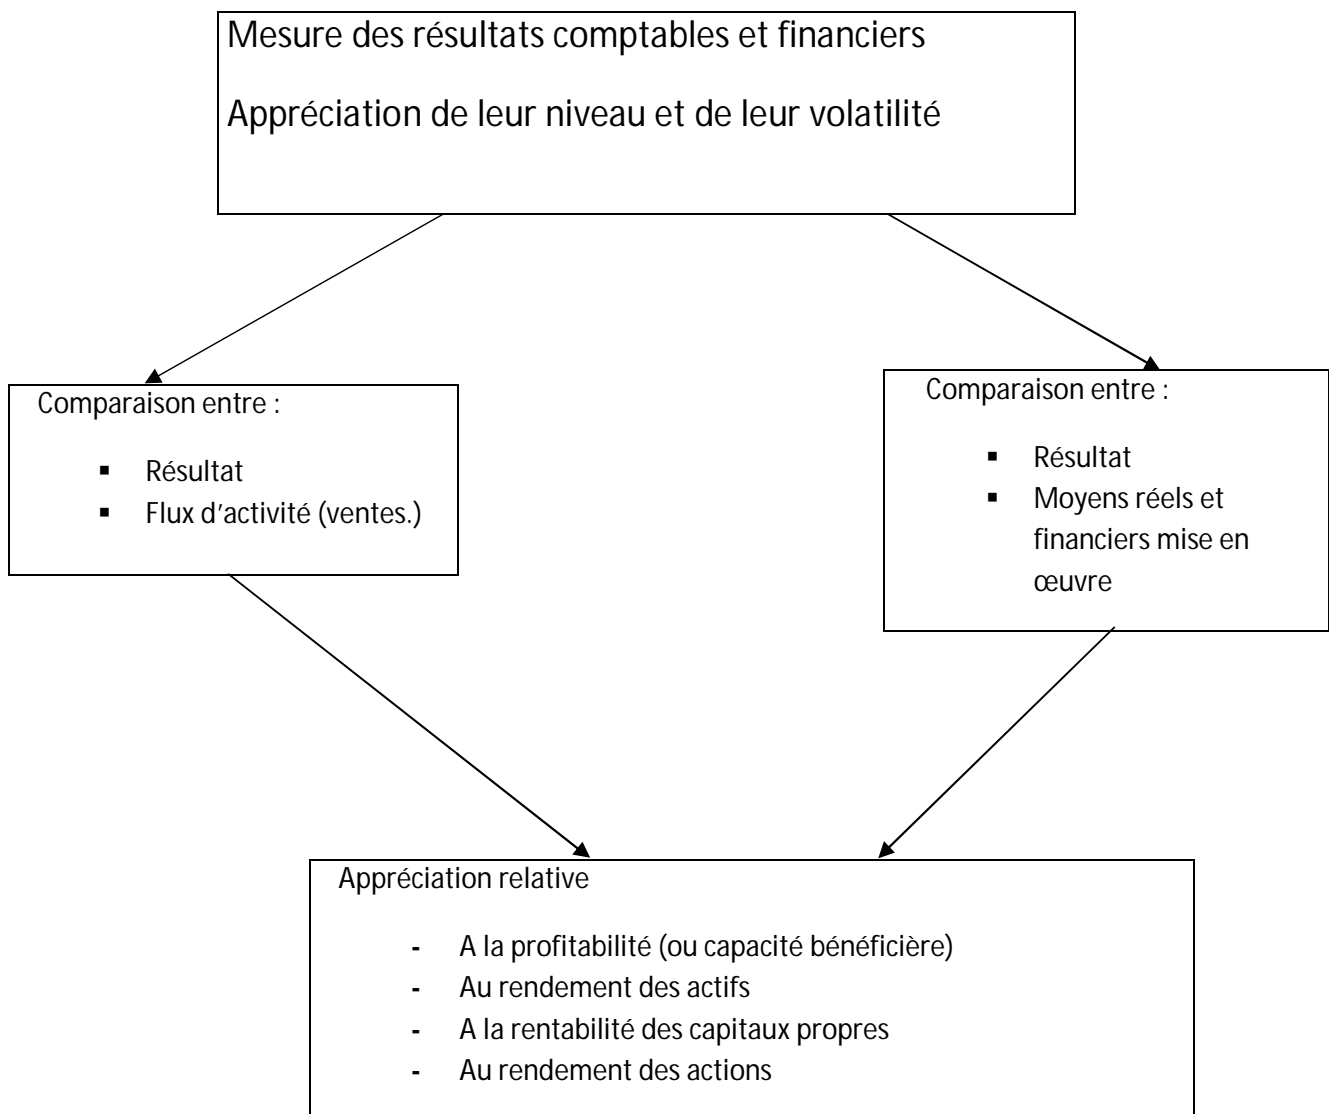 Mesure des résultats comptables et financiers
Appréciation de leur niveau et de leur volatilité
Comparaison entre :
▪ Résultat
▪ Flux d’activité (ventes.)
Comparaison entre :
▪ Résultat
▪ Moyens réels et
financiers mise en
œuvre
Appréciation relative
- A la profitabilité (ou capacité bénéficière)
- Au rendement des actifs
- A la rentabilité des capitaux propres
- Au rendement des actions